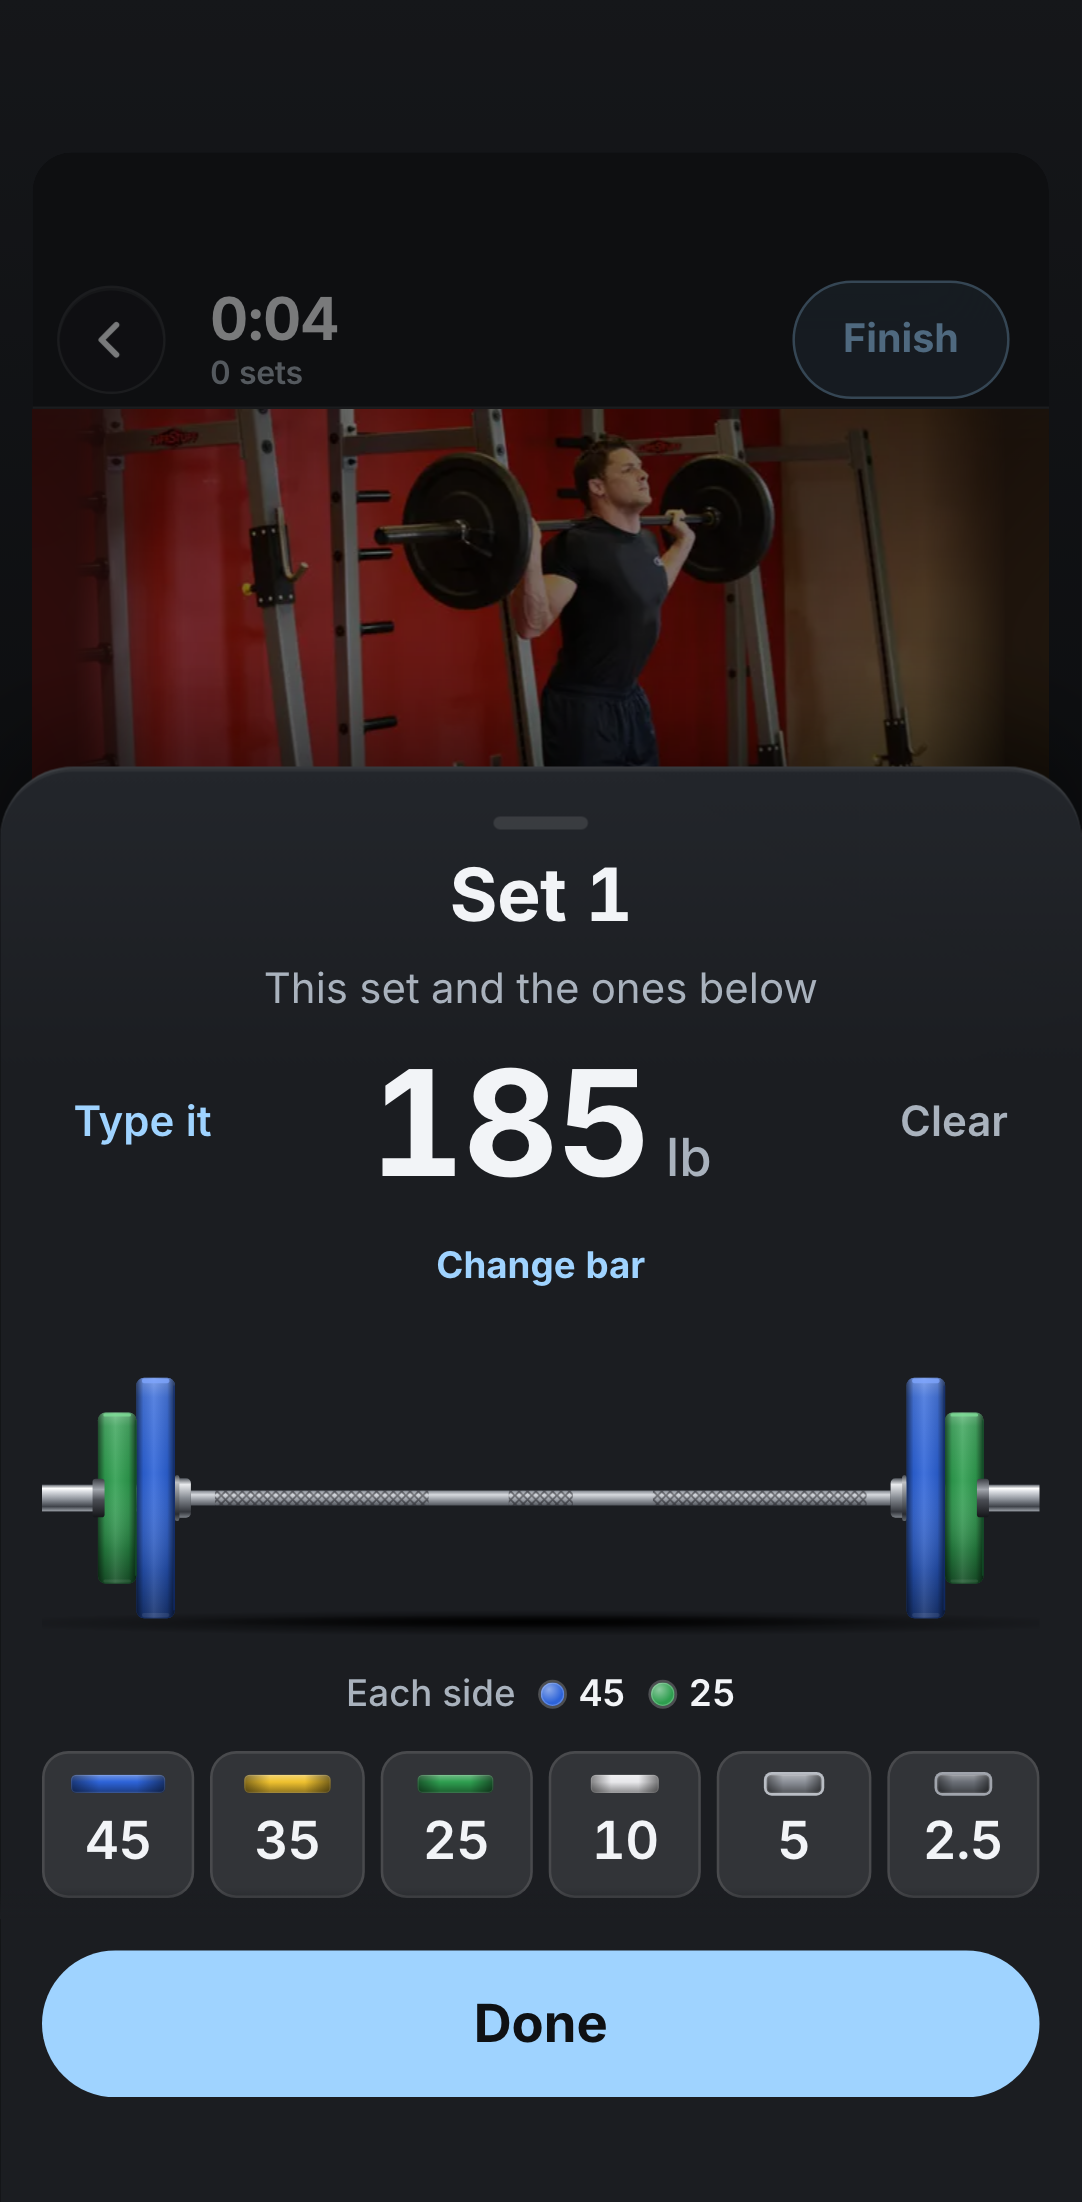 0:04
0 sets
Finish
Set 1
This set and the ones below
Type it
185 lb
Clear
Change bar
Each side 45 25
45 35 25 10 5 2.5
Done